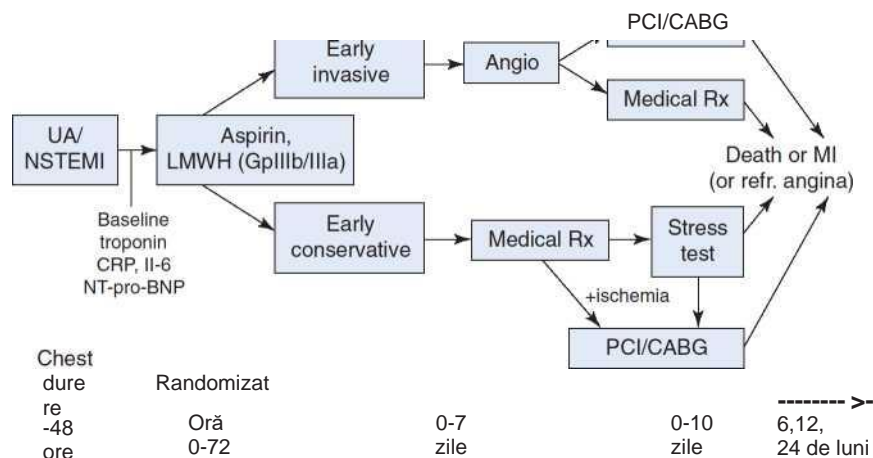 PCI/CABG
Early
invasive
Angio
Medical Rx
UA/
NSTEMI
Aspirin,
LMWH (GpIIIb/IIIa)
Death or MI
(or refr. angina)
Baseline
troponin
CRP, II-6
NT-pro-BNP
Early
conservative
Medical Rx
Stress
test
+ischemia
PCI/CABG
Chest
dure
re
-48
ore
Randomizat
Oră
0-72
0-7
zile
0-10
zile
-------- >-
6,12,
24 de luni